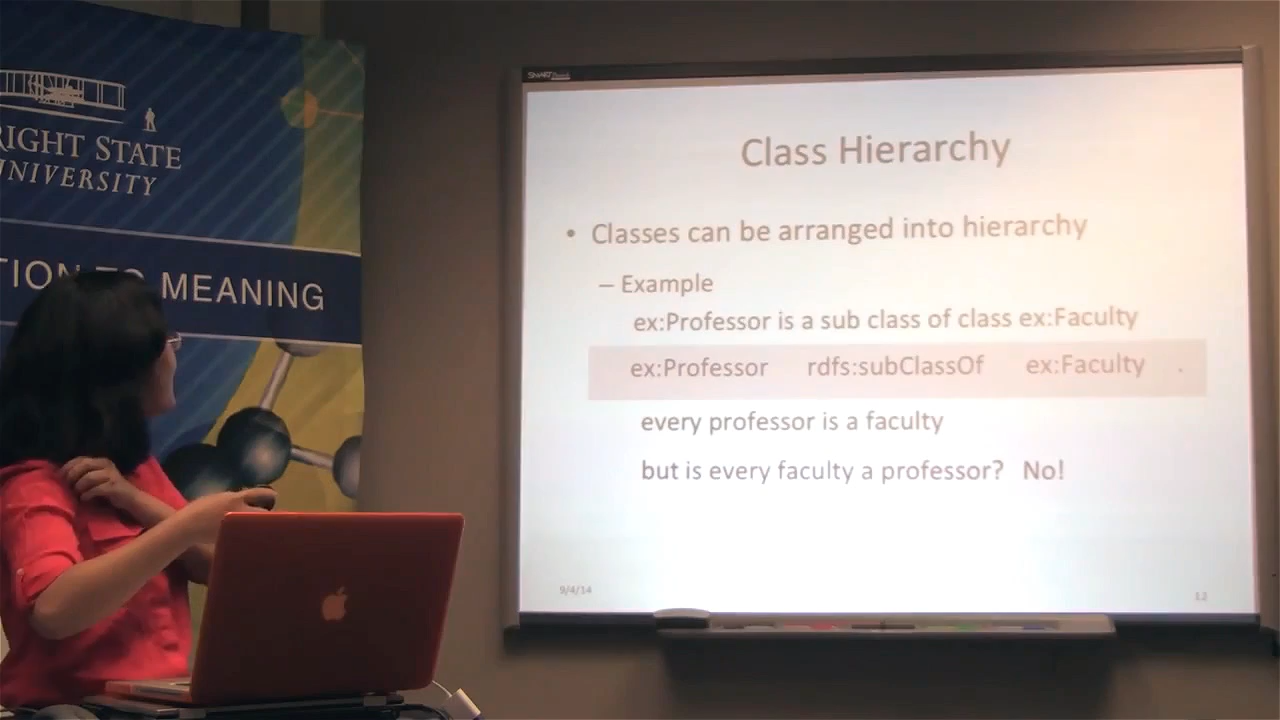 RIGHT STATE
NIVERSITY
TION TO MEANING
SMART
Class Hierarchy
• Classes can be arranged into hierarchy
– Example
ex:Professor is a sub class of class ex:Faculty
ex:Professor rdfs:subClassOf ex:Faculty .
every professor is a faculty
but is every faculty a professor? No!
9/4/14
12